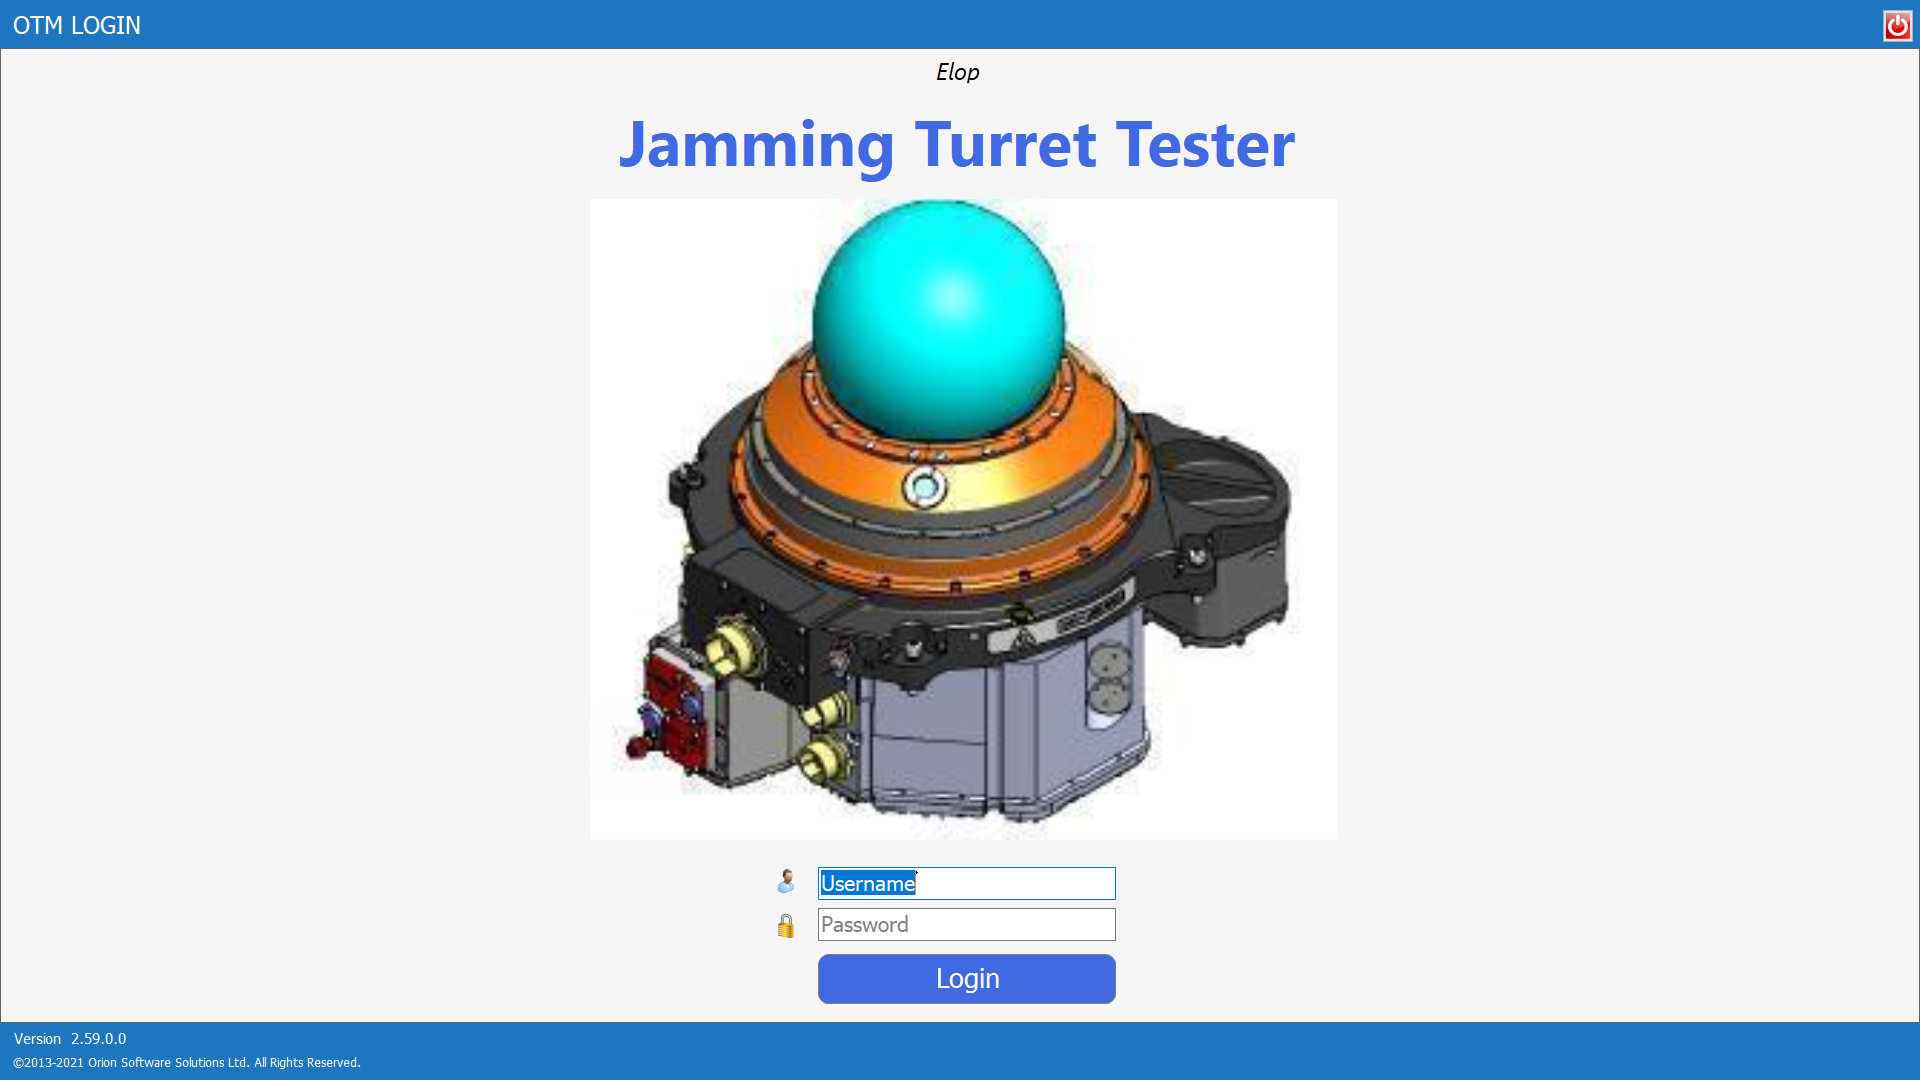 OTM LOGIN
Elop
Jamming Turret Tester
Username
Password
Login
Version 2.59.0.0
©2013-2021 Orion Software Solutions Ltd. All Rights Reserved.